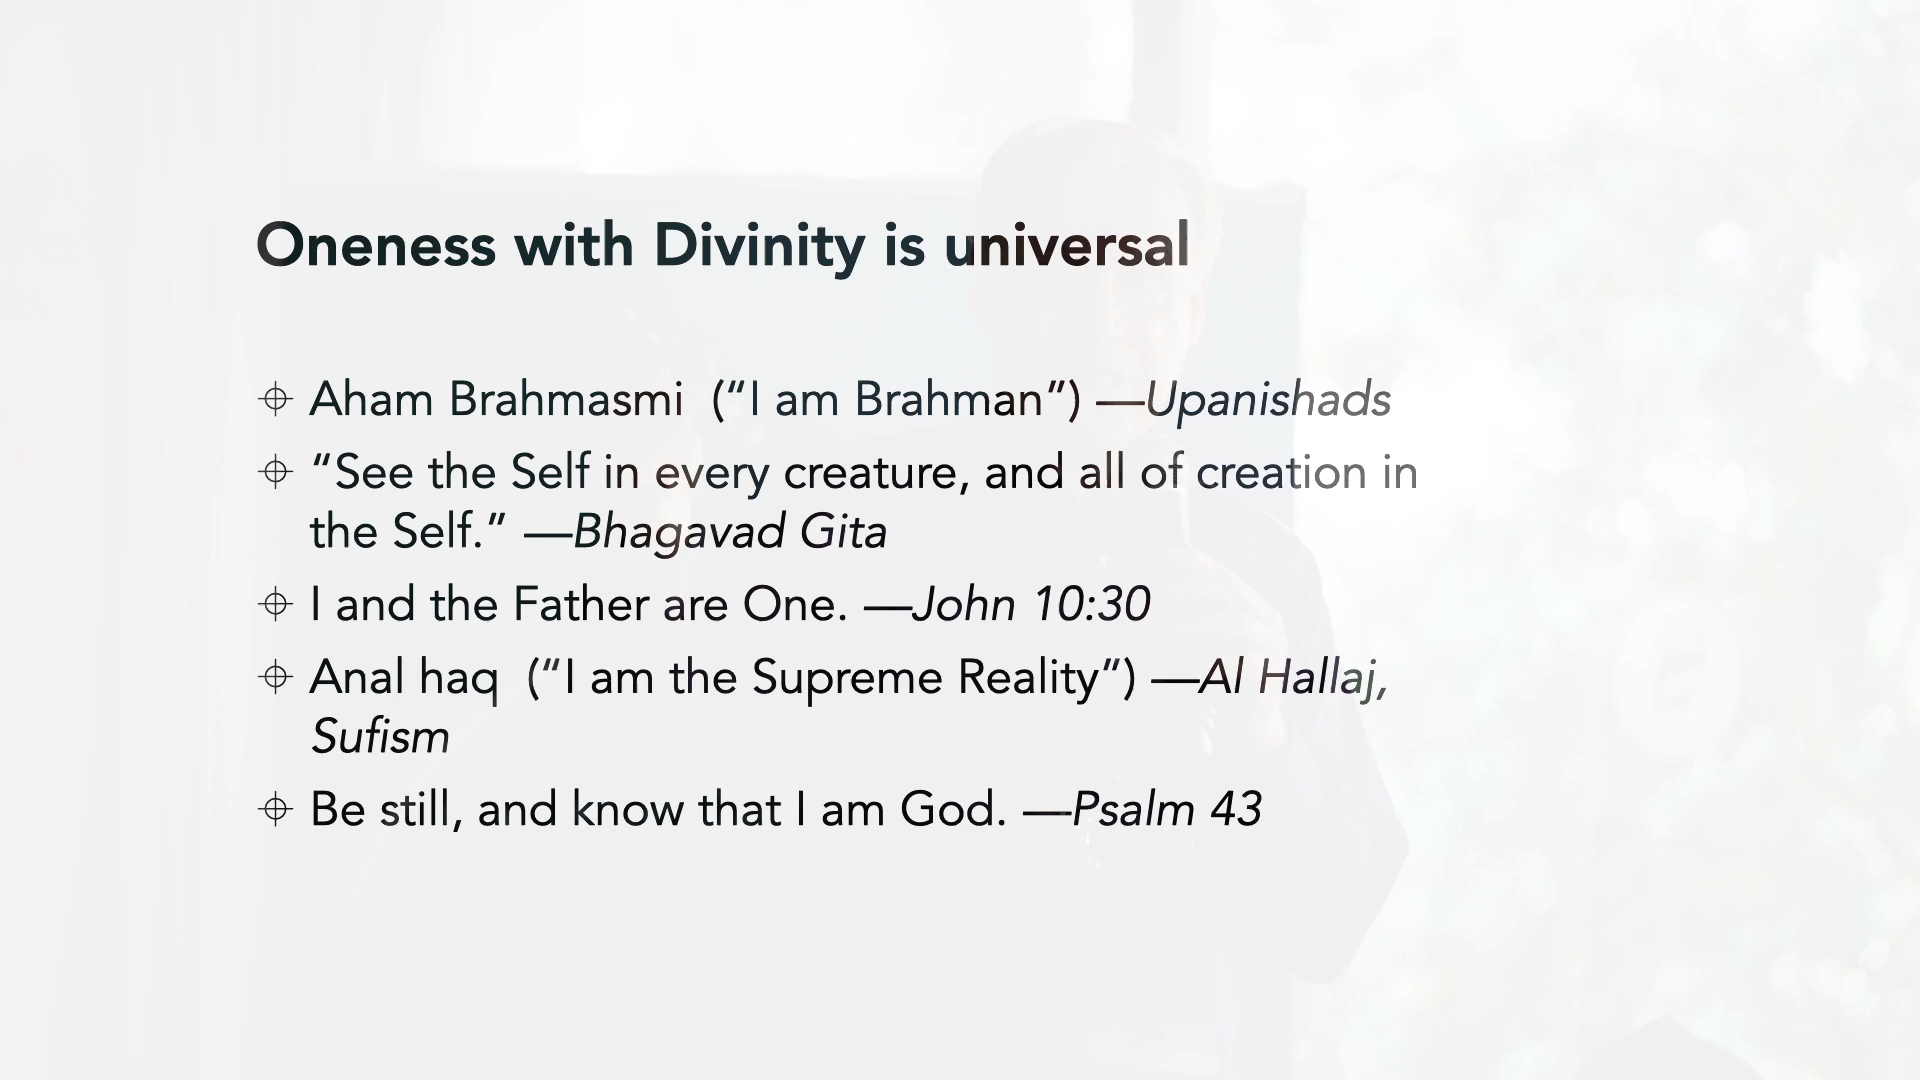 Oneness with Divinity is universal
Aham Brahmasmi (“I am Brahman”) —Upanishads
“See the Self in every creature, and all of creation in
the Self.” —Bhagavad Gita
I and the Father are One. —John 10:30
Anal haq (“I am the Supreme Reality”) —Al Hallaj,
Sufism
Be still, and know that I am God. —Psalm 43